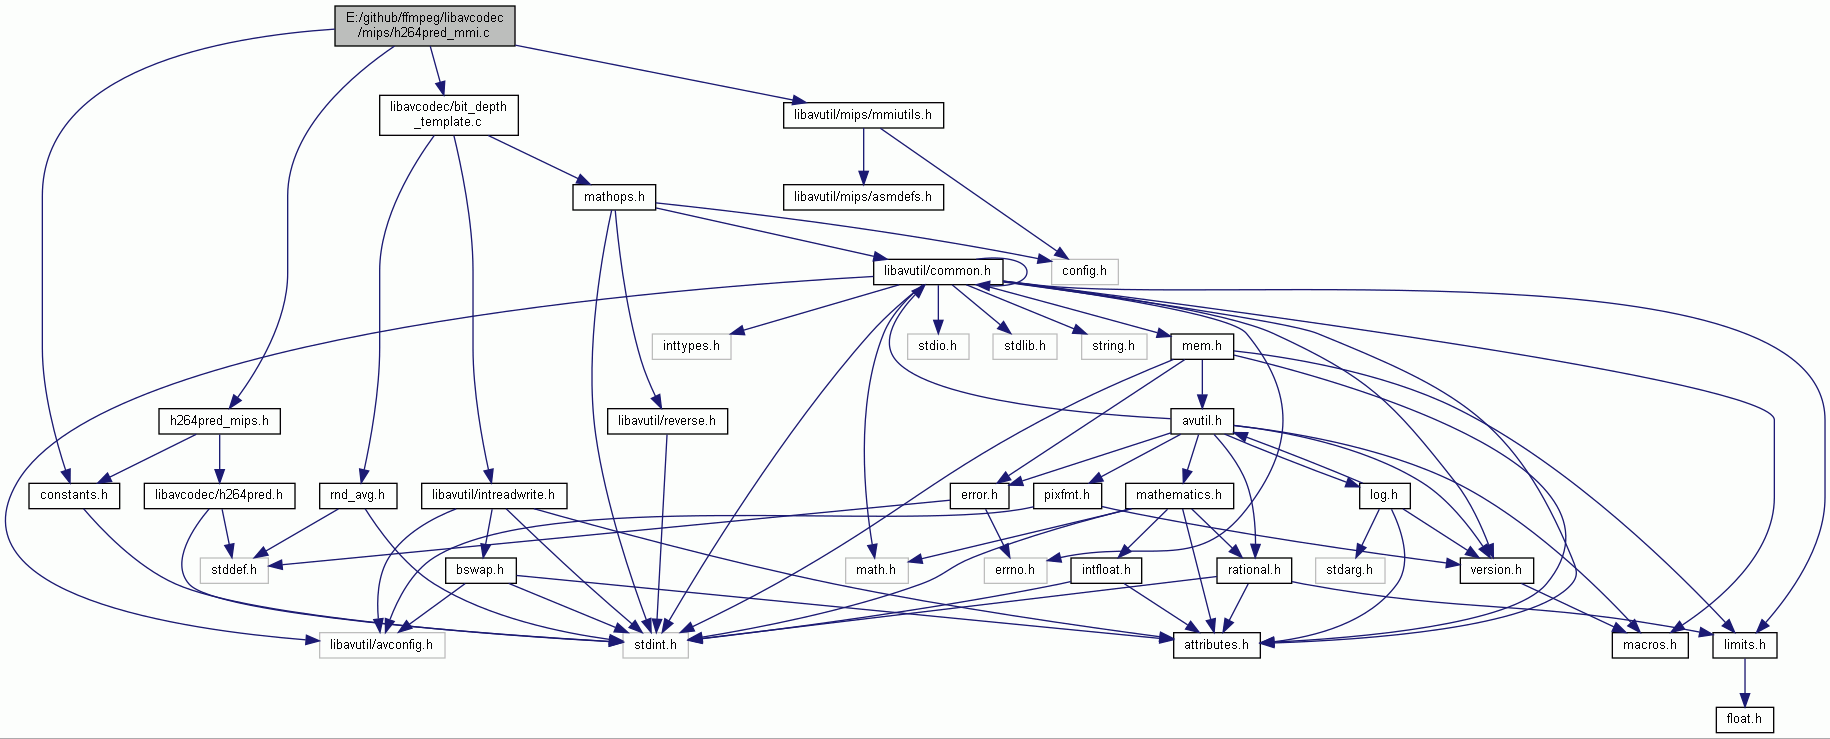 E:/github/ffmpeg/libavcodec
/mips/h264pred_mmi.c
libavcodec/bit_depth
_template.c
libavutil/mips/mmiutils.h
mathops.h
libavutil/mips/asmdefs.h
libavutil/common.h
config.h
inttypes.h
stdio.h
stdlib.h
string.h
mem.h
h264pred_mips.h
libavutil/reverse.h
avutil.h
constants.h
libavcodec/h264pred.h
rnd_avg.h
libavutil/intreadwrite.h
error.h
pixfmt.h
mathematics.h
log.h
stddef.h
bswap.h
math.h
errno.h
intfloat.h
rational.h
stdarg.h
version.h
libavutil/avconfig.h
stdint.h
attributes.h
macros.h
limits.h
float.h